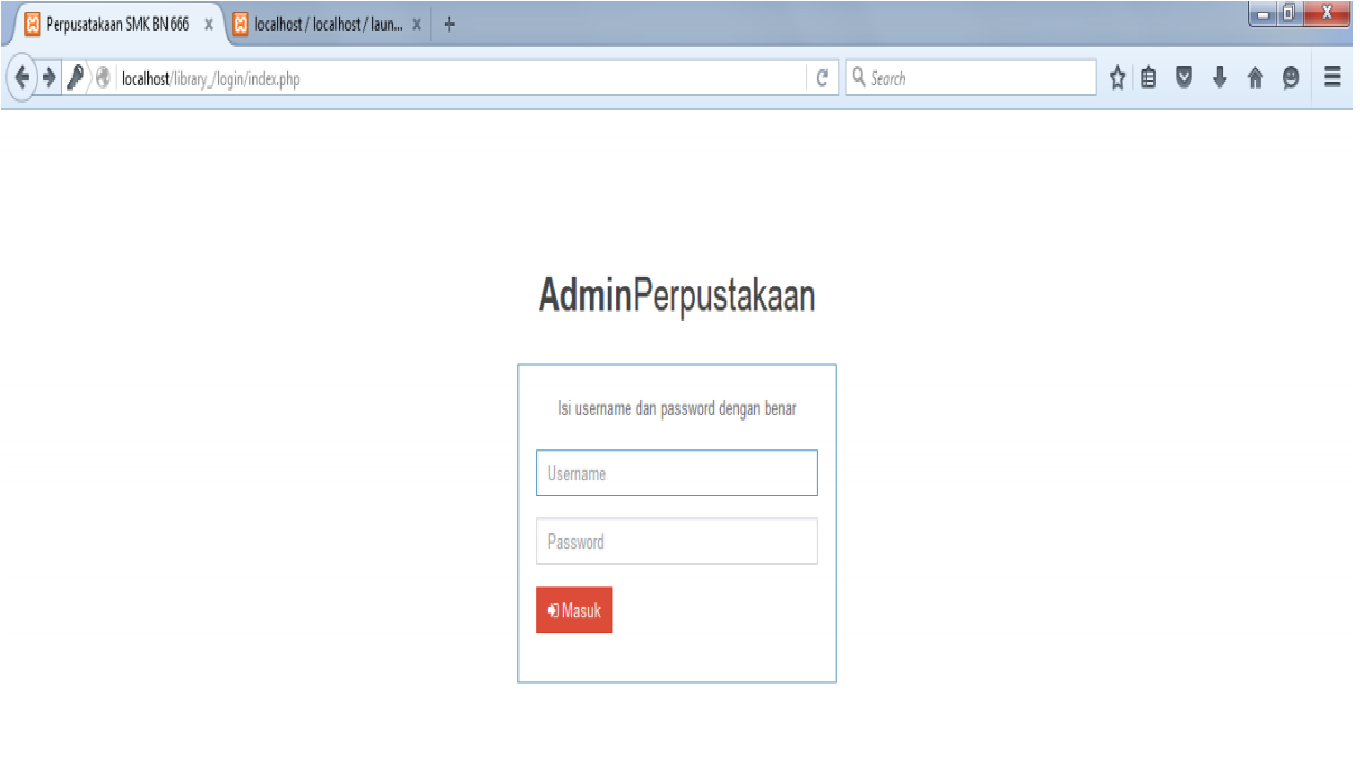 Perpusatakaan SMK BN 666
localhost / localhost / laun...
localhost/library_/login/index.php
Search
AdminPerpustakaan
Isi username dan password dengan benar
Username
Password
Masuk